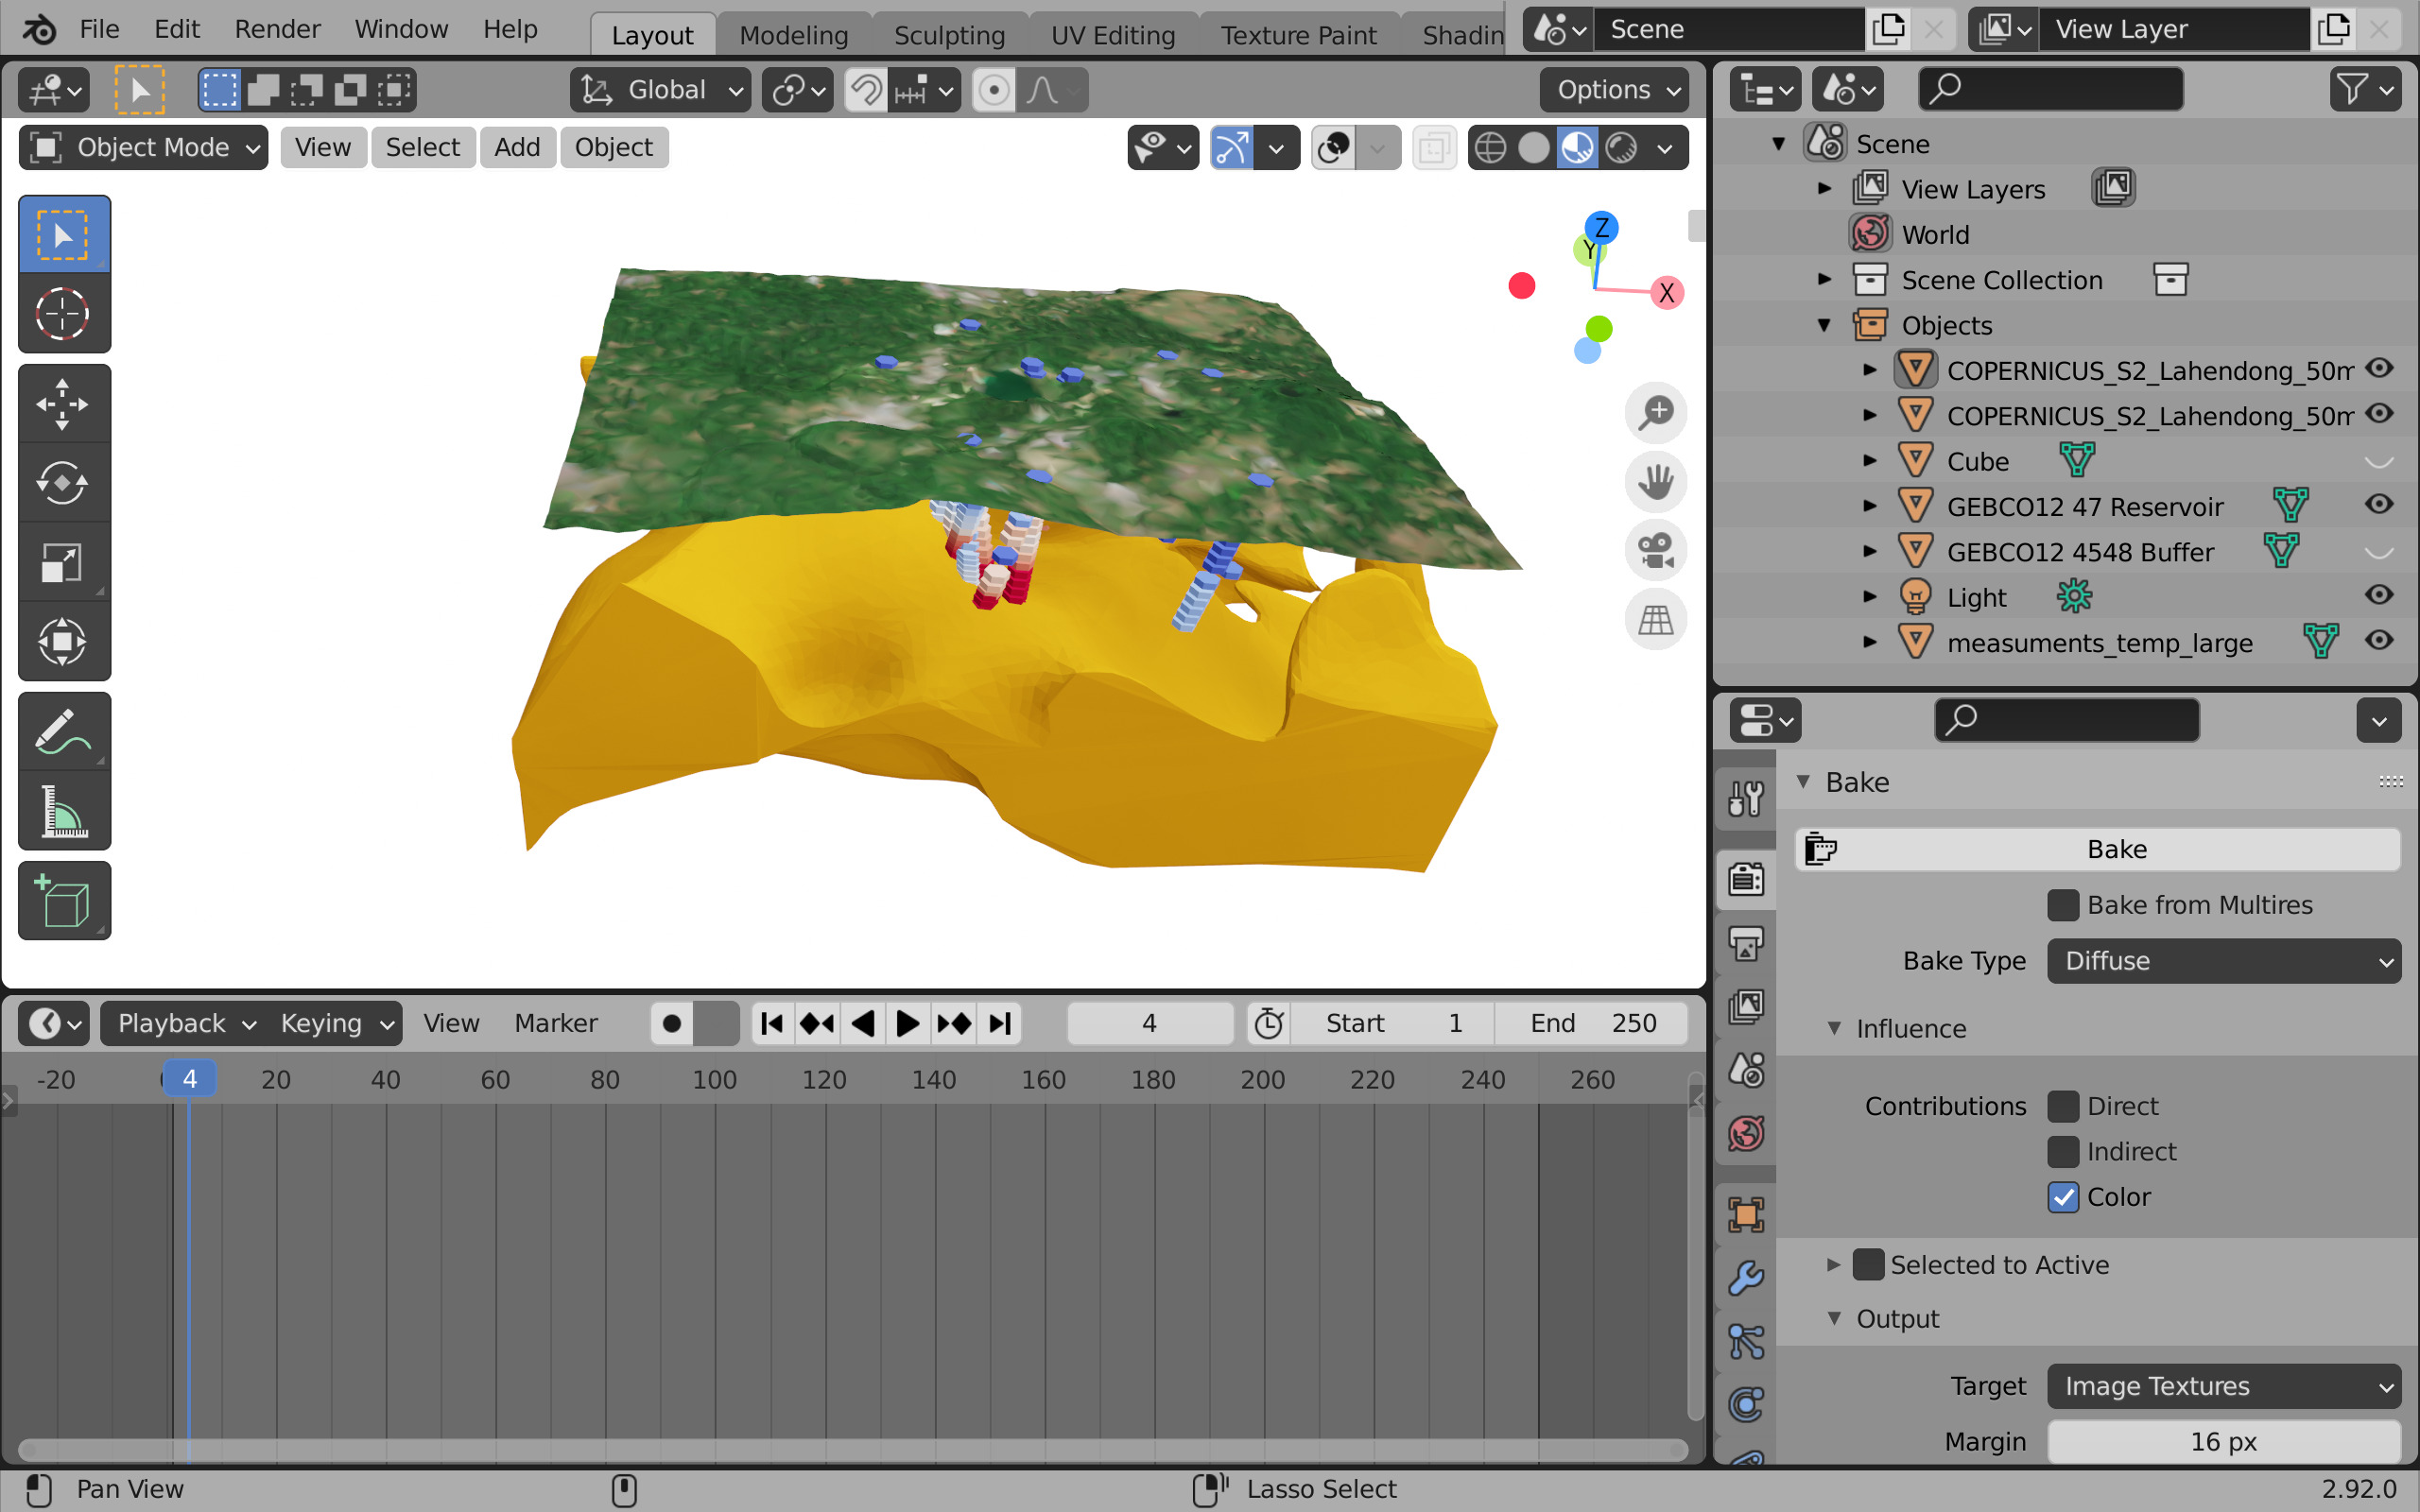 File Edit Render Window Help Layout Modeling Sculpting UV Editing Texture Paint Shadin Scene View Layer
Global Options
Object Mode View Select Add Object
Z
Y
X
Scene
View Layers
World
Scene Collection
Objects
COPERNICUS_S2_Lahendong_50m
COPERNICUS_S2_Lahendong_50m
Cube
GEBCO12 47 Reservoir
GEBCO12 4548 Buffer
Light
measuments_temp_large
Bake
Bake
Bake from Multires
Bake Type Diffuse
Influence
Contributions Direct
Indirect
Color
Selected to Active
Output
Target Image Textures
Margin 16 px
Playback Keying View Marker 4 Start 1 End 250
-20 4 20 40 60 80 100 120 140 160 180 200 220 240 260
Pan View Lasso Select 2.92.0